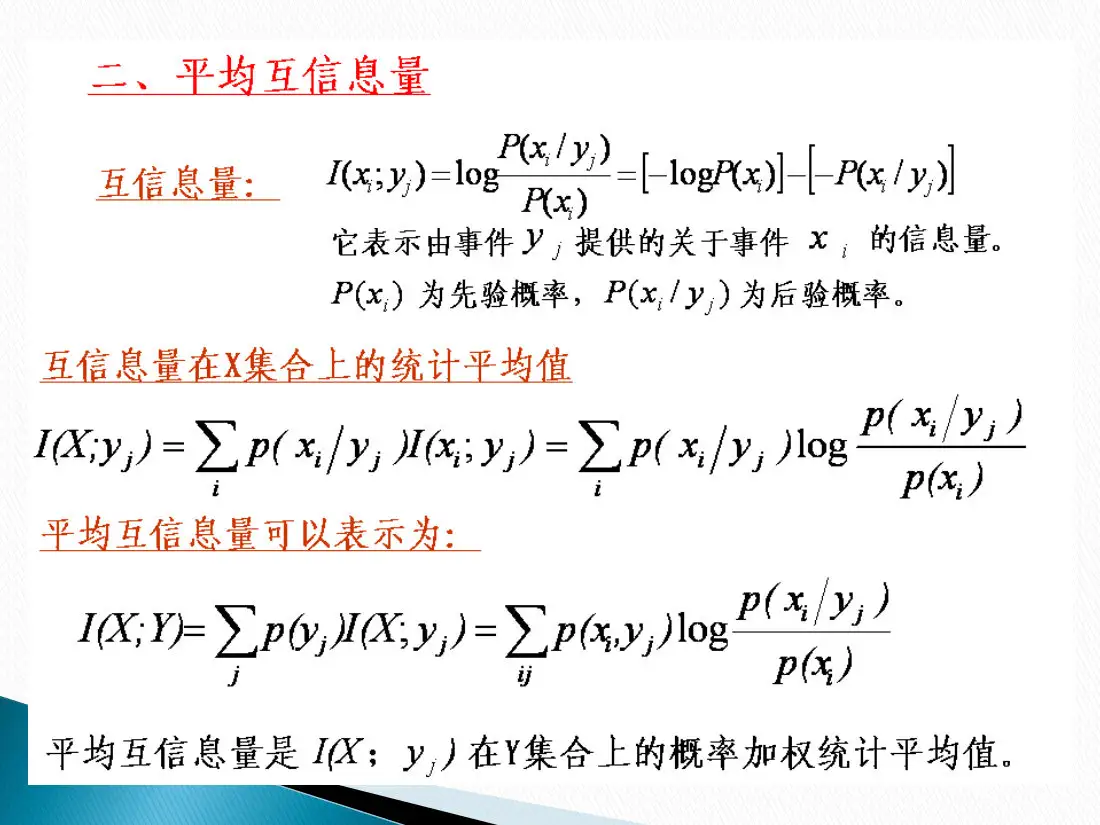 二、平均互信息量
互信息量： I(x_i; y_j) = log P(x_i / y_j) / P(x_i) = [−logP(x_i)]−[−P(x_i / y_j)]
它表示由事件 y_j 提供的关于事件 x_i 的信息量。
P(x_i) 为先验概率，P(x_i / y_j) 为后验概率。
互信息量在X集合上的统计平均值
I(X;y_j) = ∑_i p(x_i / y_j)I(x_i; y_j) = ∑_i p(x_i / y_j) log p(x_i / y_j) / p(x_i)
平均互信息量可以表示为：
I(X;Y)= ∑_j p(y_j)I(X; y_j) = ∑_ij p(x_i,y_j) log p(x_i / y_j) / p(x_i)
平均互信息量是 I(X；y_j) 在Y集合上的概率加权统计平均值。